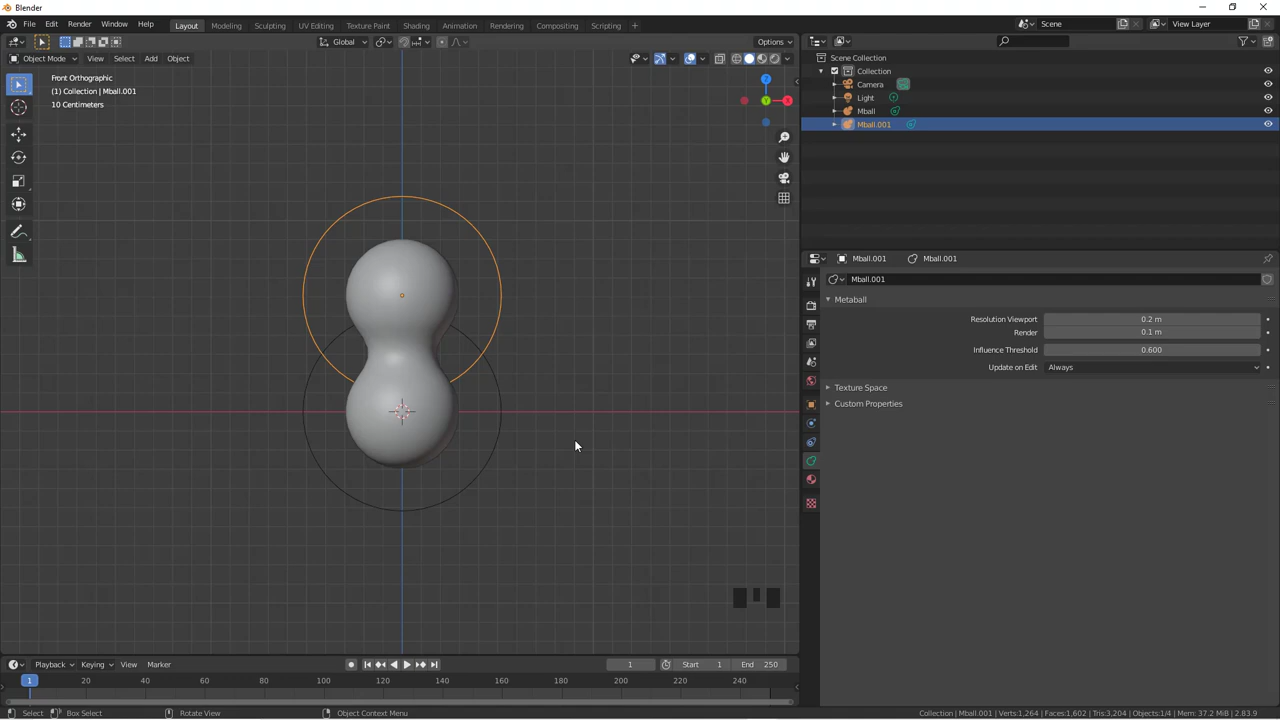 Blender
File Edit Render Window Help Layout Modeling Sculpting UV Editing Texture Paint Shading Animation Rendering Compositing Scripting + Scene View Layer
Global Options
Object Mode View Select Add Object
Front Orthographic
(1) Collection | Mball.001
10 Centimeters
Z
X
Y
Scene Collection
Collection
Camera
Light
Mball
Mball.001
Mball.001 Mball.001
Mball.001
Metaball
Resolution Viewport 0.2 m
Render 0.1 m
Influence Threshold 0.600
Update on Edit Always
Texture Space
Custom Properties
Playback Keying View Marker 1 Start 1 End 250
1 20 40 60 80 100 120 140 160 180 200 220 240
Select Box Select Rotate View Object Context Menu Collection | Mball.001 | Verts:1,264 | Faces:1,602 | Tris:3,204 | Objects:1/4 | Mem: 37.2 MiB | 2.83.9